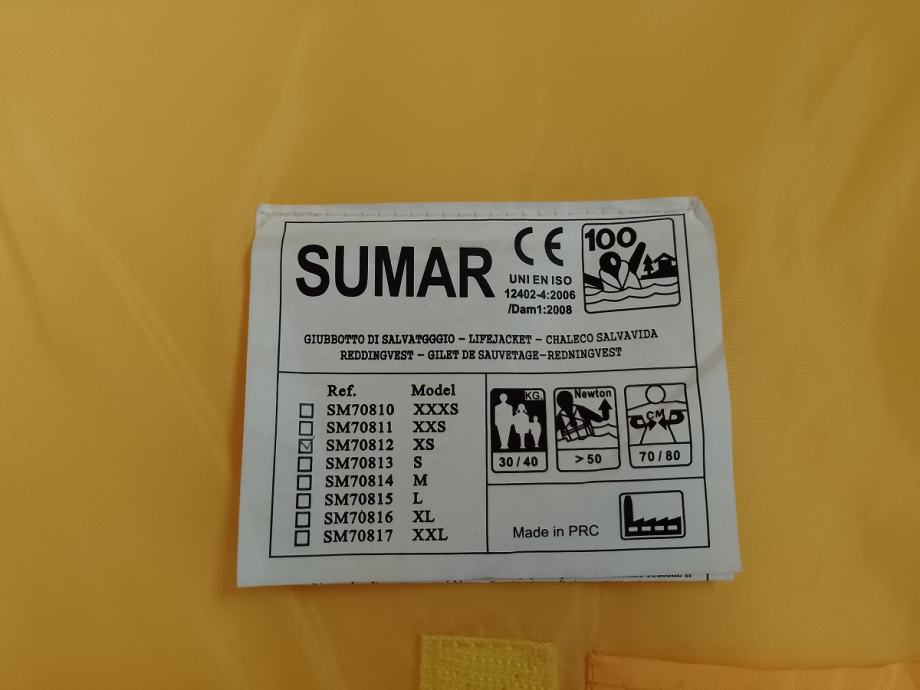 SUMAR
CE
UNI EN ISO
12402-4:2006
/Dam1:2008
100
GIUBBOTTO DI SALVATGGGIO – LIFEJACKET – CHALECO SALVAVIDA
REDDINGVEST – GILET DE SAUVETAGE–REDNINGVEST
Ref. Model
SM70810 XXXS
SM70811 XXS
SM70812 XS
SM70813 S
SM70814 M
SM70815 L
SM70816 XL
SM70817 XXL
KG.
30 / 40
Newton
> 50
CM
70 / 80
Made in PRC